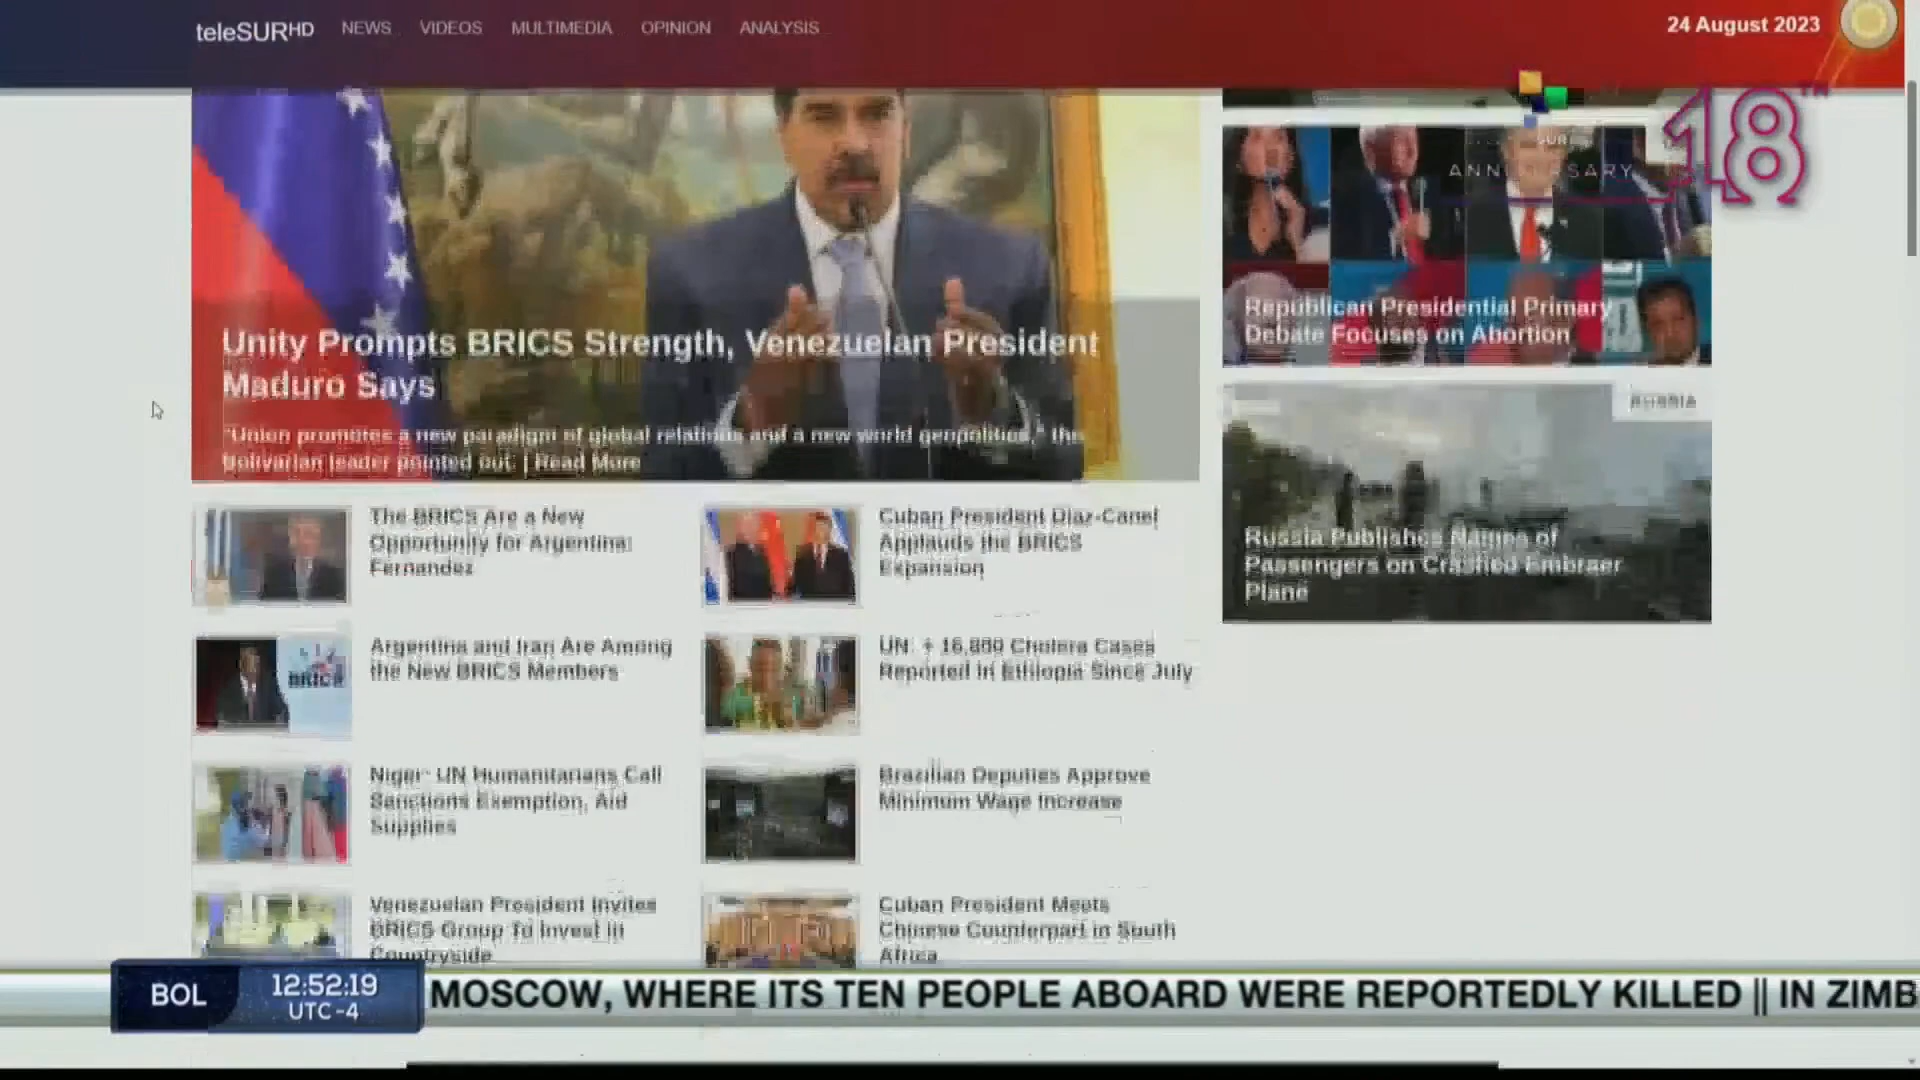 teleSURHD NEWS VIDEOS MULTIMEDIA OPINION ANALYSIS
24 August 2023
18TH
SUR
ANNIVERSARY
Unity Prompts BRICS Strength, Venezuelan President
Maduro Says
"Union promotes a new paradigm of global relations and a new world geopolitics," the
Bolivarian leader pointed out. | Read More
Republican Presidential Primary
Debate Focuses on Abortion
RUSSIA
Russia Publishes Names of
Passengers on Crashed Embraer
Plane
The BRICS Are a New
Opportunity for Argentina:
Fernandez
Cuban President Diaz-Canel
Applauds the BRICS
Expansion
BRICS
Argentina and Iran Are Among
the New BRICS Members
UN: + 16,800 Cholera Cases
Reported in Ethiopia Since July
Niger: UN Humanitarians Call
Sanctions Exemption, Aid
Supplies
Brazilian Deputies Approve
Minimum Wage Increase
Venezuelan President Invites
BRICS Group To Invest in
Countryside
Cuban President Meets
Chinese Counterpart in South
Africa
BOL
12:52:19
UTC-4
MOSCOW, WHERE ITS TEN PEOPLE ABOARD WERE REPORTEDLY KILLED || IN ZIMB